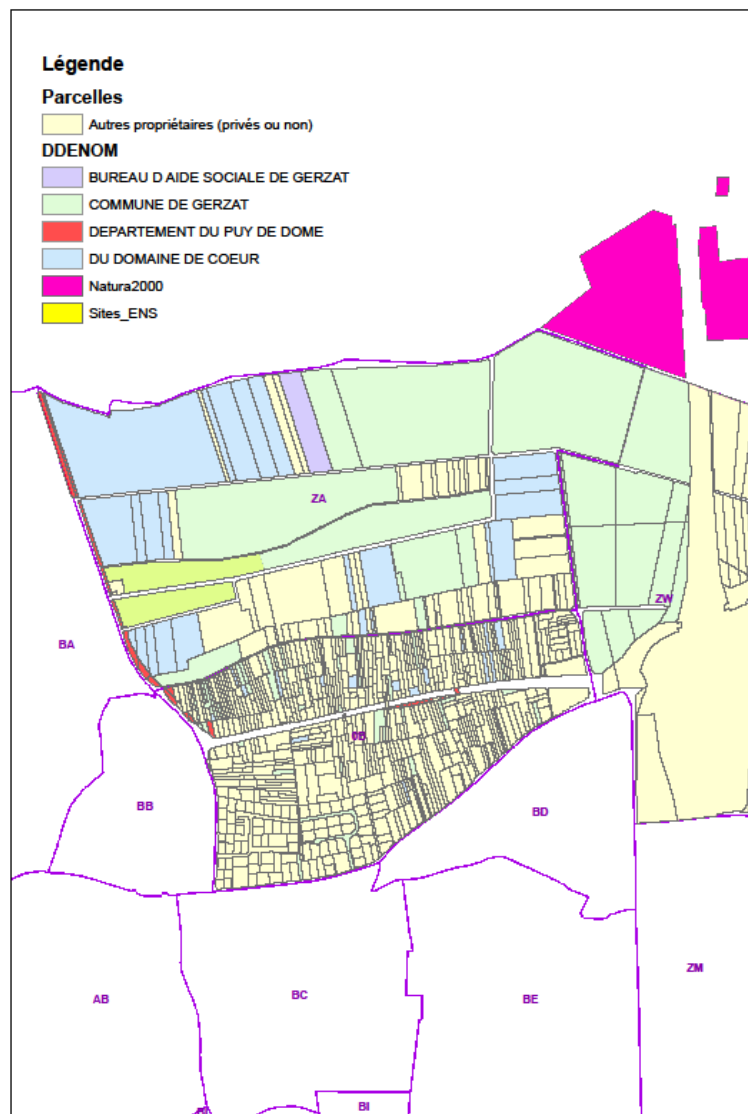 Légende
Parcelles
Autres propriétaires (privés ou non)
DDENOM
BUREAU D AIDE SOCIALE DE GERZAT
COMMUNE DE GERZAT
DEPARTEMENT DU PUY DE DOME
DU DOMAINE DE COEUR
Natura2000
Sites_ENS
ZA
ZW
BA
BB
BD
ZM
AB
BC
BE
BI